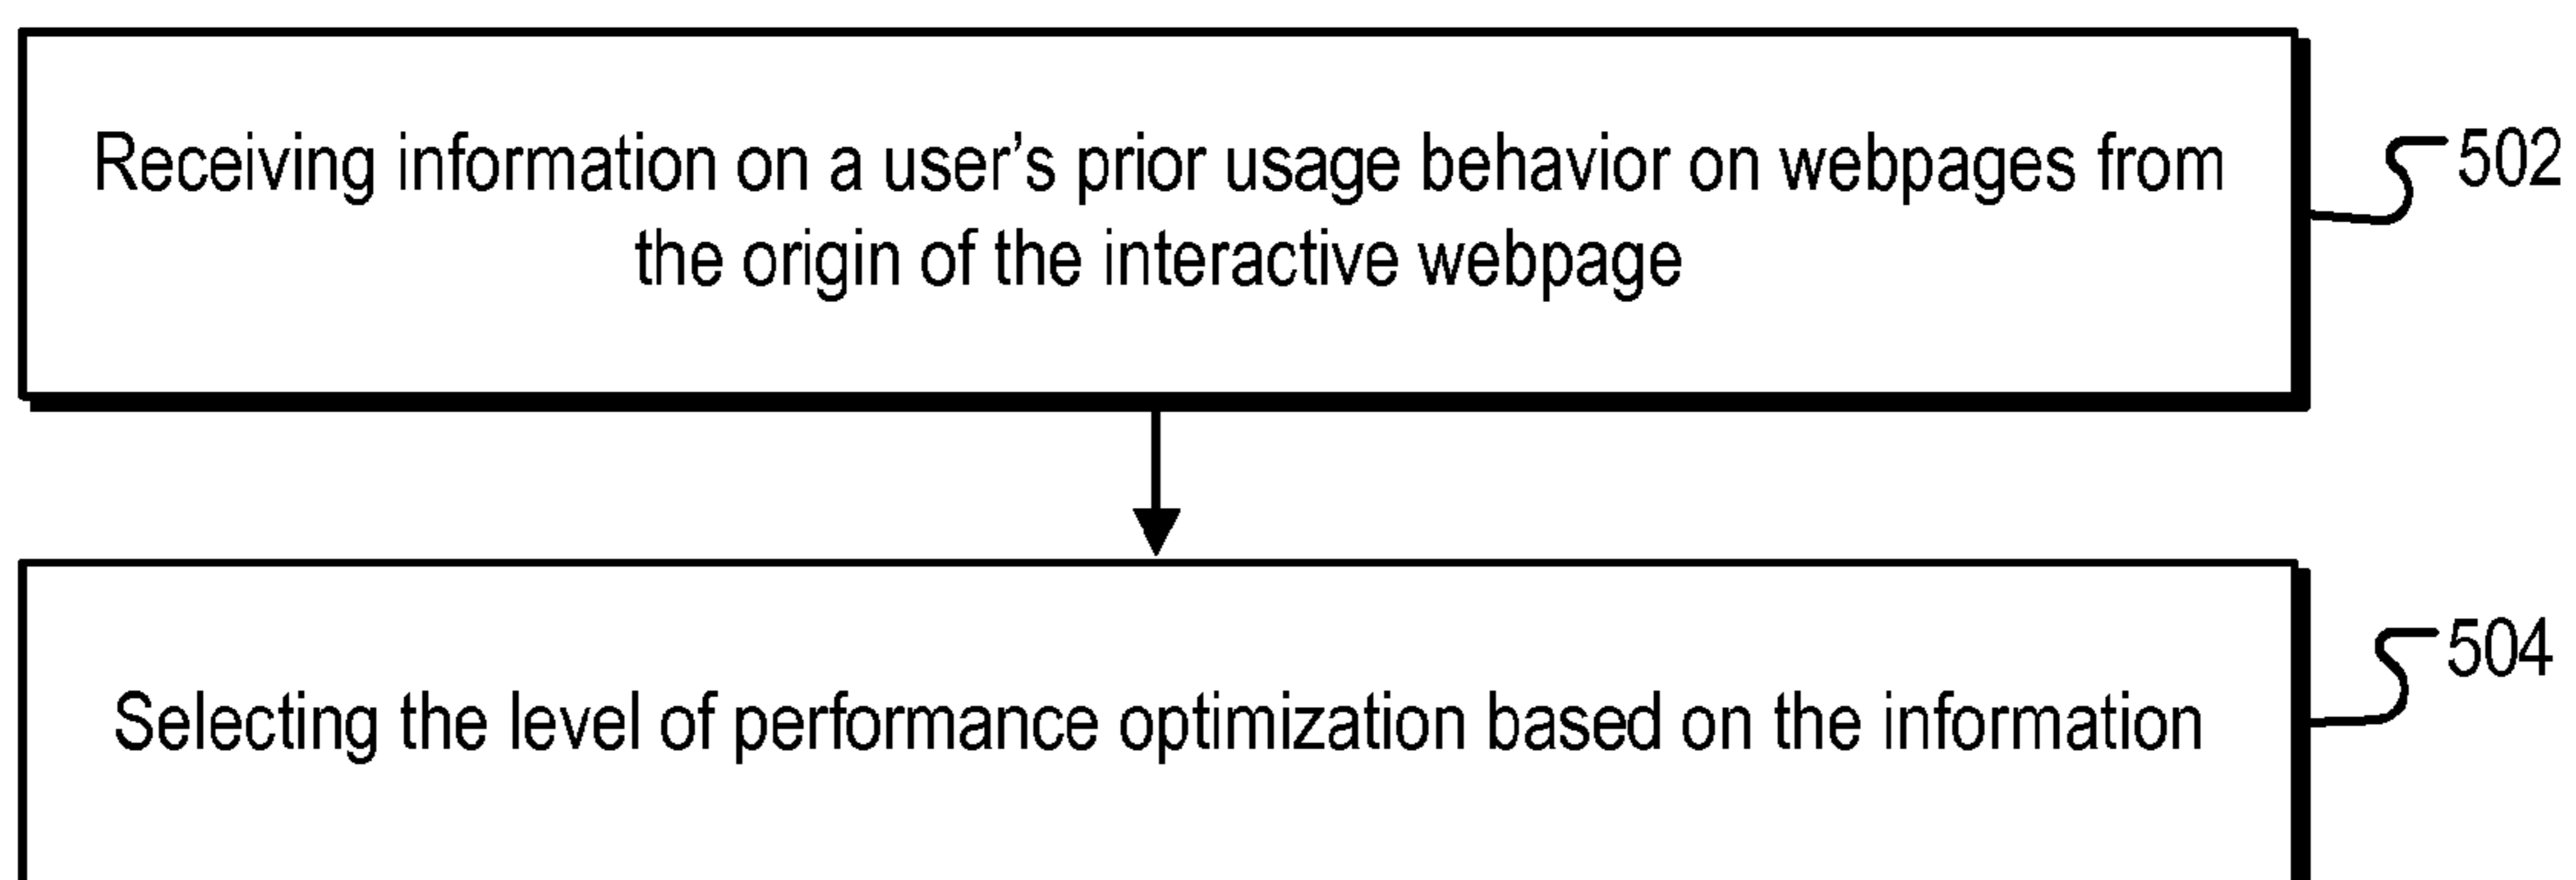 Receiving information on a user’s prior usage behavior on webpages from
the origin of the interactive webpage
502
Selecting the level of performance optimization based on the information
504